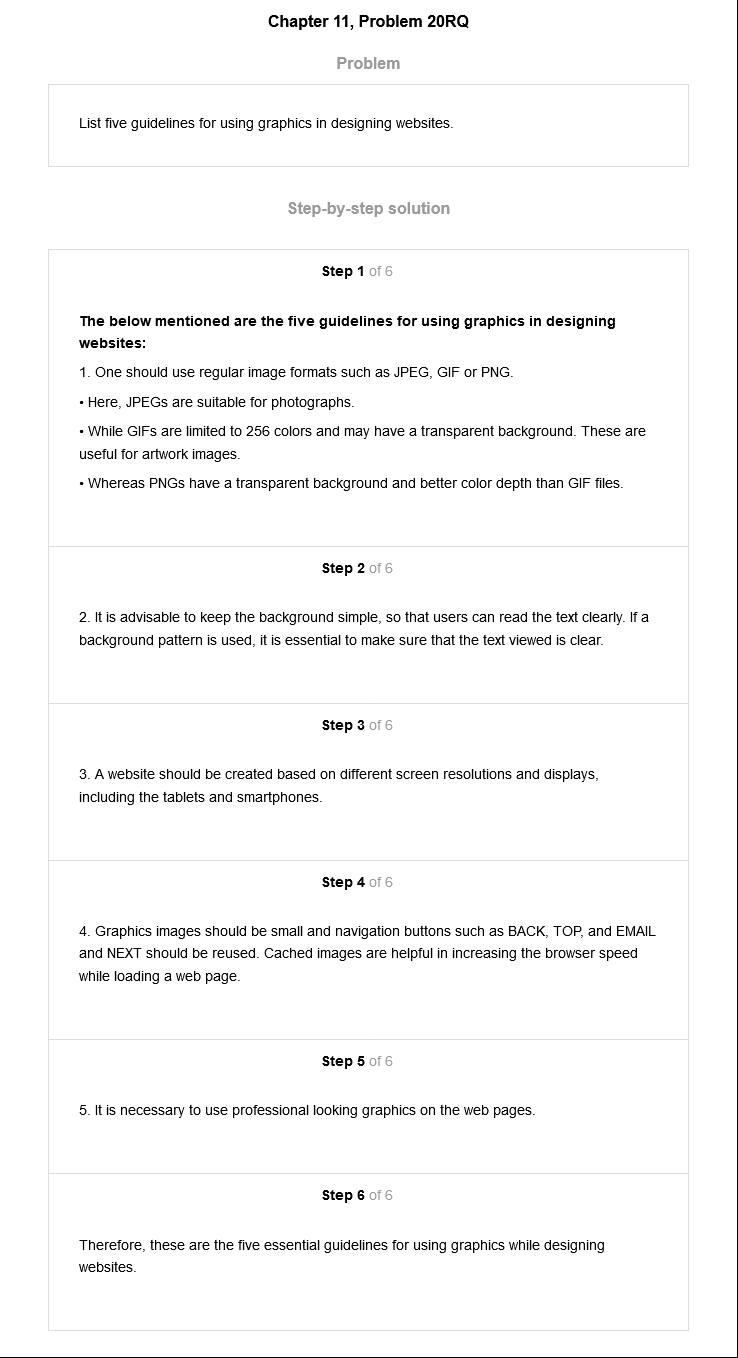 Chapter 11, Problem 20RQ
Problem
List five guidelines for using graphics in designing websites.
Step-by-step solution
Step 1 of 6
The below mentioned are the five guidelines for using graphics in designing
websites:
1. One should use regular image formats such as JPEG, GIF or PNG.
• Here, JPEGs are suitable for photographs.
• While GIFs are limited to 256 colors and may have a transparent background. These are
useful for artwork images.
• Whereas PNGs have a transparent background and better color depth than GIF files.
Step 2 of 6
2. It is advisable to keep the background simple, so that users can read the text clearly. If a
background pattern is used, it is essential to make sure that the text viewed is clear.
Step 3 of 6
3. A website should be created based on different screen resolutions and displays,
including the tablets and smartphones.
Step 4 of 6
4. Graphics images should be small and navigation buttons such as BACK, TOP, and EMAIL
and NEXT should be reused. Cached images are helpful in increasing the browser speed
while loading a web page.
Step 5 of 6
5. It is necessary to use professional looking graphics on the web pages.
Step 6 of 6
Therefore, these are the five essential guidelines for using graphics while designing
websites.